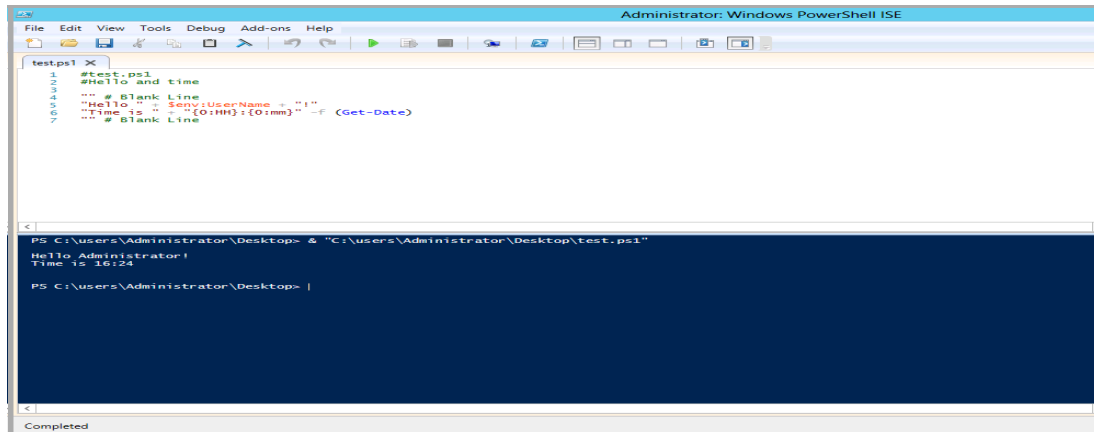 Administrator: Windows PowerShell ISE
File Edit View Tools Debug Add-ons Help
test.ps1 X
1 #test.ps1
2 #Hello and time
3
4 "" # Blank Line
5 "Hello " + $env:UserName + "!"
6 "Time is " + "{0:HH}:{0:mm}" -f (Get-Date)
7 "" # Blank Line
PS C:\users\Administrator\Desktop> & "C:\users\Administrator\Desktop\test.ps1"
Hello Administrator!
Time is 16:24
PS C:\users\Administrator\Desktop>
Completed